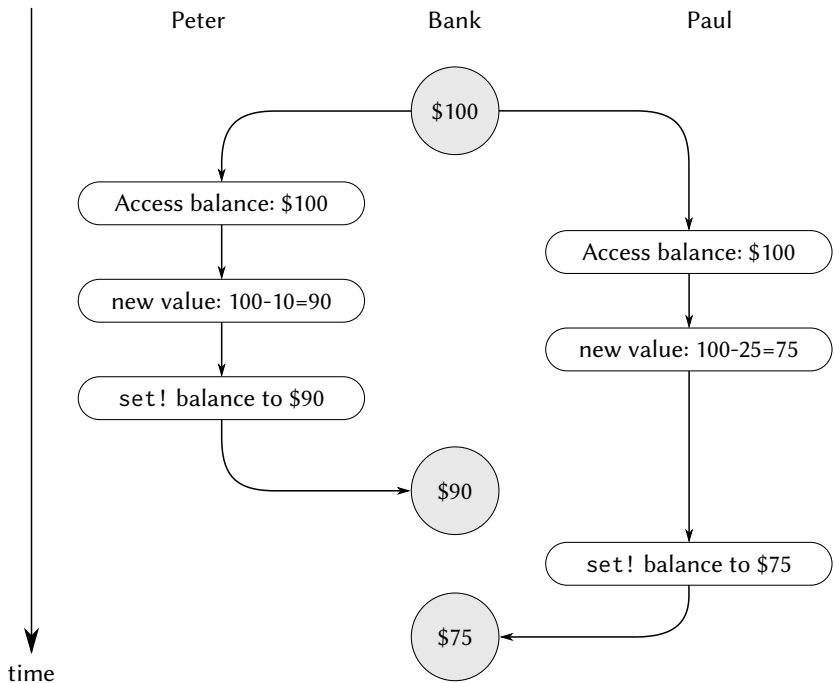 Peter
Bank
Paul
$100
Access balance: $100
Access balance: $100
new value: 100-10=90
new value: 100-25=75
set! balance to $90
$90
set! balance to $75
$75
time